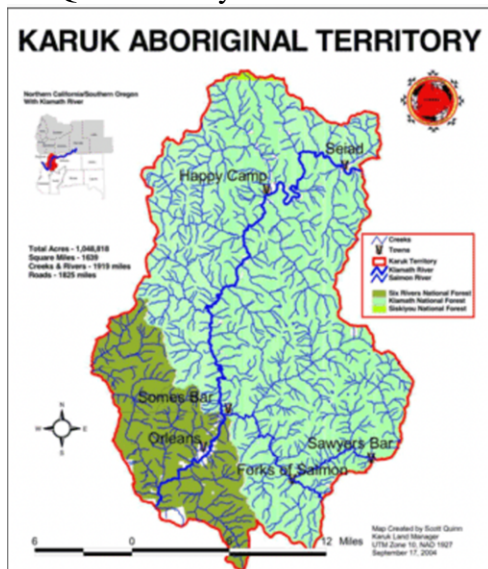 KARUK ABORIGINAL TERRITORY
Northern California/Southern Oregon
With Klamath River
Total Acres - 1,048,818
Square Miles - 1639
Creeks & Rivers - 1919 miles
Roads - 1825 miles
Seiad
Happy Camp
Creeks
Towns
Karuk Territory
Klamath River
Salmon River
Six Rivers National Forest
Klamath National Forest
Siskiyou National Forest
Somes Bar
Orleans
Sawyers Bar
Forks of Salmon
N
W
E
S
6 0 6 12 Miles
Map Created by Scott Quinn
Karuk Land Manager
UTM Zone 10, NAD 1927
September 17, 2004